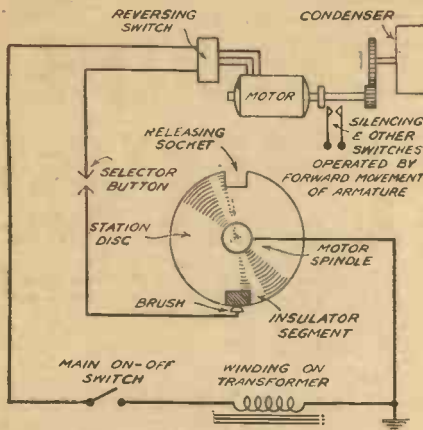 REVERSING
SWITCH
CONDENSER
MOTOR
SILENCING
& OTHER
SWITCHES
OPERATED BY
FORWARD MOVEMENT
OF ARMATURE
RELEASING
SOCKET
SELECTOR
BUTTON
STATION
DISC
MOTOR
SPINDLE
BRUSH
INSULATOR
SEGMENT
MAIN ON-OFF
SWITCH
WINDING ON
TRANSFORMER